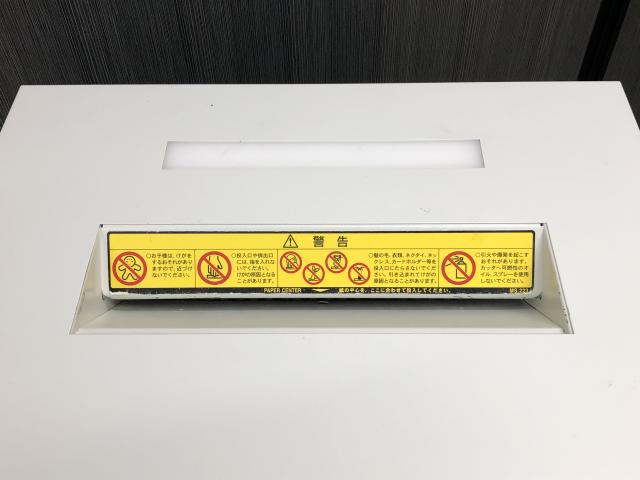 警告
○お子様は、けがを
するおそれがあり
ますので、近づけ
ないでください。
○投入口や排出口
には、指を入れな
いでください。
けがの原因となる
ことがあります。
○髪の毛、衣類、ネクタイ、ネッ
クレス、カードホルダー等を
投入口にたらさないでくだ
さい。引き込まれてけがの
原因となることがあります。
○引火や爆発を起こす
おそれがあります。
カッターへ可燃性のオ
イル、スプレーを使用
しないでください。
PAPER CENTER 紙の中心を、ここに合わせて投入してください。
MS 223